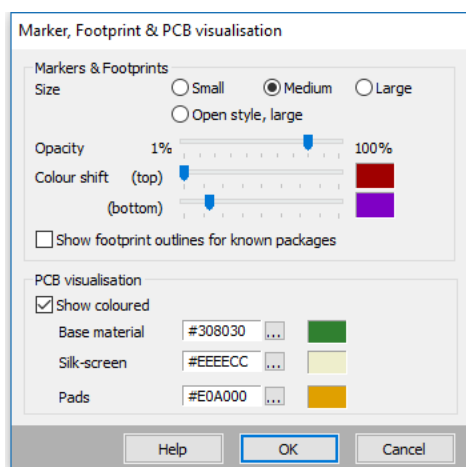 Marker, Footprint & PCB visualisation
Markers & Footprints
Size Small Medium Large
Open style, large
Opacity 1% 100%
Colour shift (top)
(bottom)
Show footprint outlines for known packages
PCB visualisation
Show coloured
Base material #308030 ...
Silk-screen #EEEECC ...
Pads #E0A000 ...
Help OK Cancel